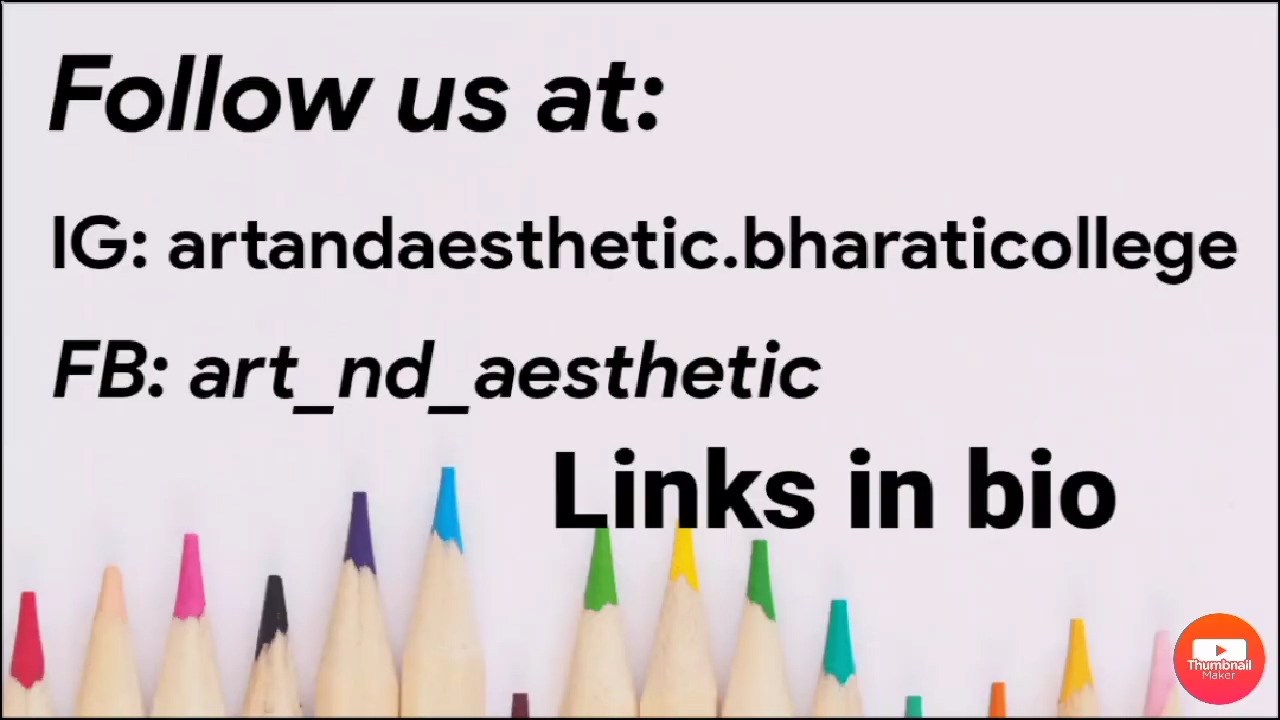 Follow us at:
IG: artandaesthetic.bharaticollege
FB: art_nd_aesthetic
Links in bio
Thumbnail
Maker